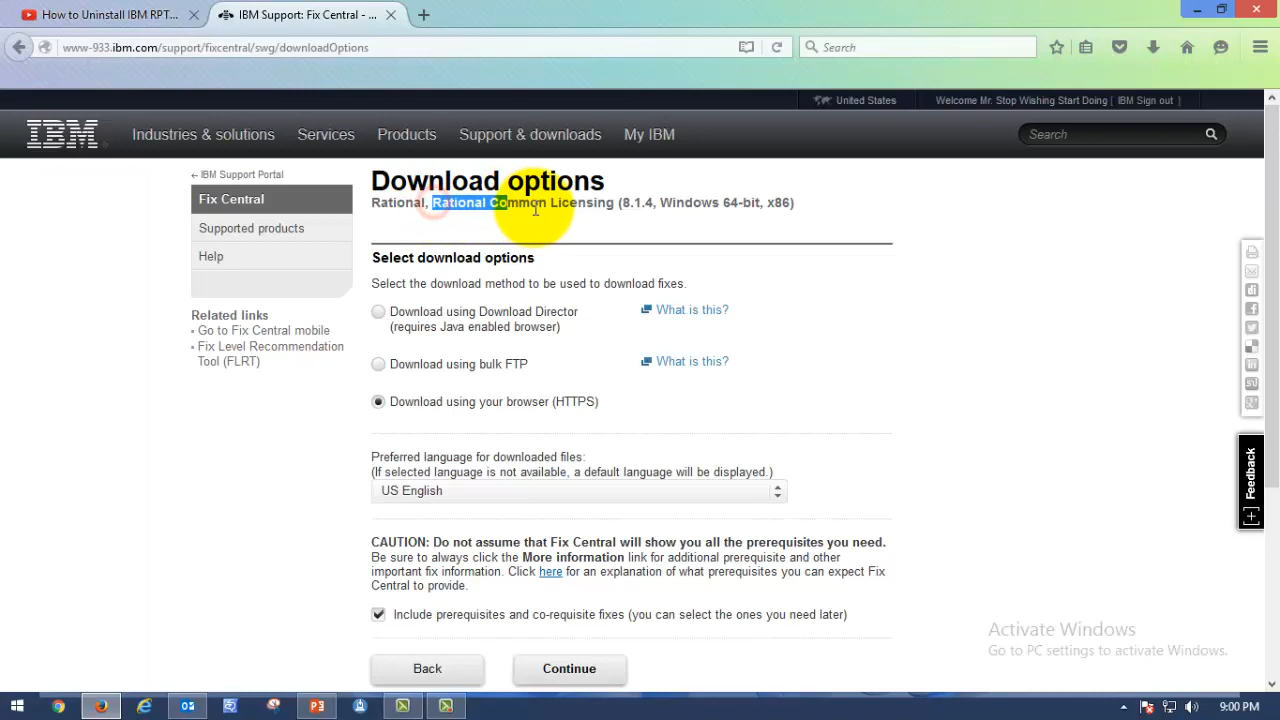 How to Uninstall IBM RPT...
IBM Support: Fix Central - ...
www-933.ibm.com/support/fixcentral/swg/downloadOptions
Search
United States
Welcome Mr. Stop Wishing Start Doing [ IBM Sign out ]
IBM
Industries & solutions
Services
Products
Support & downloads
My IBM
Search
← IBM Support Portal
Fix Central
Supported products
Help
Related links
Go to Fix Central mobile
Fix Level Recommendation
Tool (FLRT)
Download options
Rational, Rational Common Licensing (8.1.4, Windows 64-bit, x86)
Select download options
Select the download method to be used to download fixes.
Download using Download Director
(requires Java enabled browser)
What is this?
Download using bulk FTP
What is this?
Download using your browser (HTTPS)
Preferred language for downloaded files:
(If selected language is not available, a default language will be displayed.)
US English
CAUTION: Do not assume that Fix Central will show you all the prerequisites you need.
Be sure to always click the More information link for additional prerequisite and other
important fix information. Click here for an explanation of what prerequisites you can expect Fix
Central to provide.
Include prerequisites and co-requisite fixes (you can select the ones you need later)
Back
Continue
Feedback
[+]
Activate Windows
Go to PC settings to activate Windows.
9:00 PM